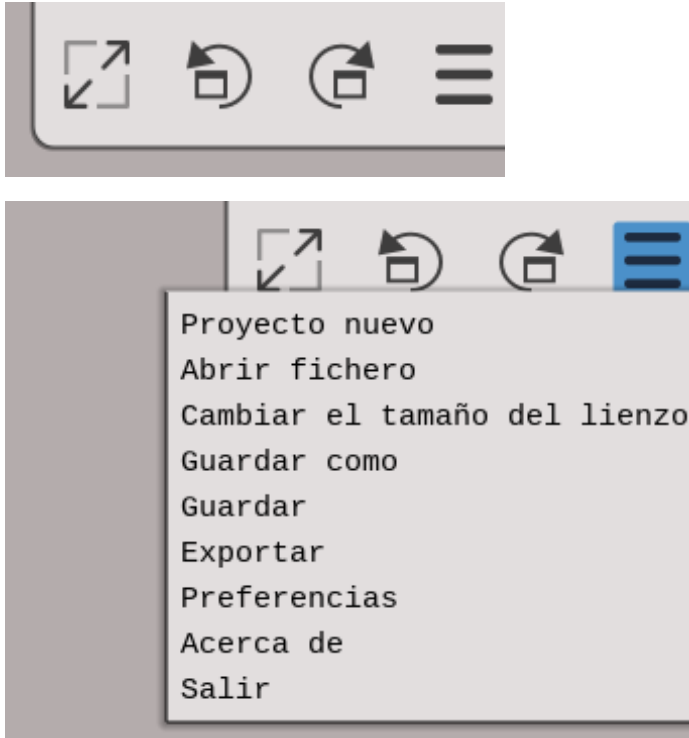 Proyecto nuevo
Abrir fichero
Cambiar el tamaño del lienzo
Guardar como
Guardar
Exportar
Preferencias
Acerca de
Salir